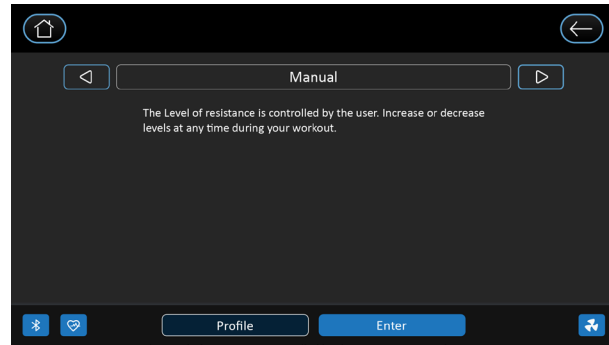 Manual
The Level of resistance is controlled by the user. Increase or decrease
levels at any time during your workout.
Profile
Enter